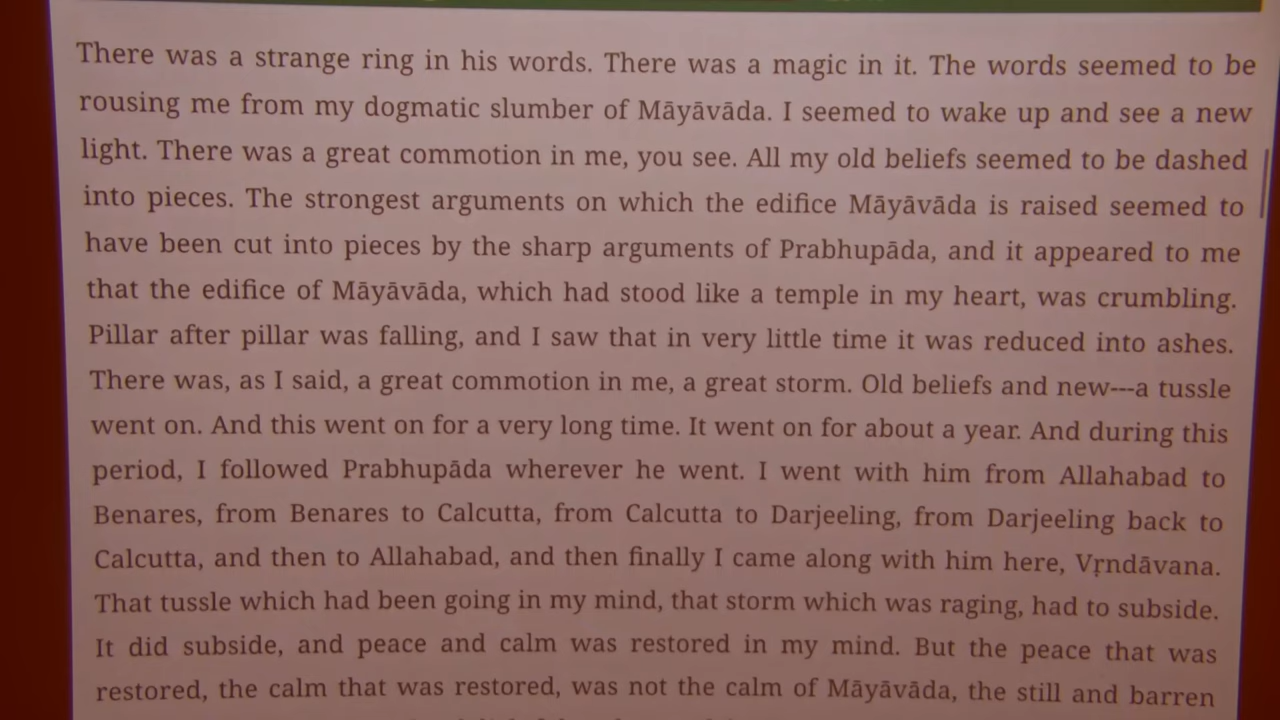 There was a strange ring in his words. There was a magic in it. The words seemed to be
rousing me from my dogmatic slumber of Māyāvāda. I seemed to wake up and see a new
light. There was a great commotion in me, you see. All my old beliefs seemed to be dashed
into pieces. The strongest arguments on which the edifice Māyāvāda is raised seemed to
have been cut into pieces by the sharp arguments of Prabhupāda, and it appeared to me
that the edifice of Māyāvāda, which had stood like a temple in my heart, was crumbling.
Pillar after pillar was falling, and I saw that in very little time it was reduced into ashes.
There was, as I said, a great commotion in me, a great storm. Old beliefs and new---a tussle
went on. And this went on for a very long time. It went on for about a year. And during this
period, I followed Prabhupāda wherever he went. I went with him from Allahabad to
Benares, from Benares to Calcutta, from Calcutta to Darjeeling, from Darjeeling back to
Calcutta, and then to Allahabad, and then finally I came along with him here, Vṛndāvana.
That tussle which had been going in my mind, that storm which was raging, had to subside.
It did subside, and peace and calm was restored in my mind. But the peace that was
restored, the calm that was restored, was not the calm of Māyāvāda, the still and barren